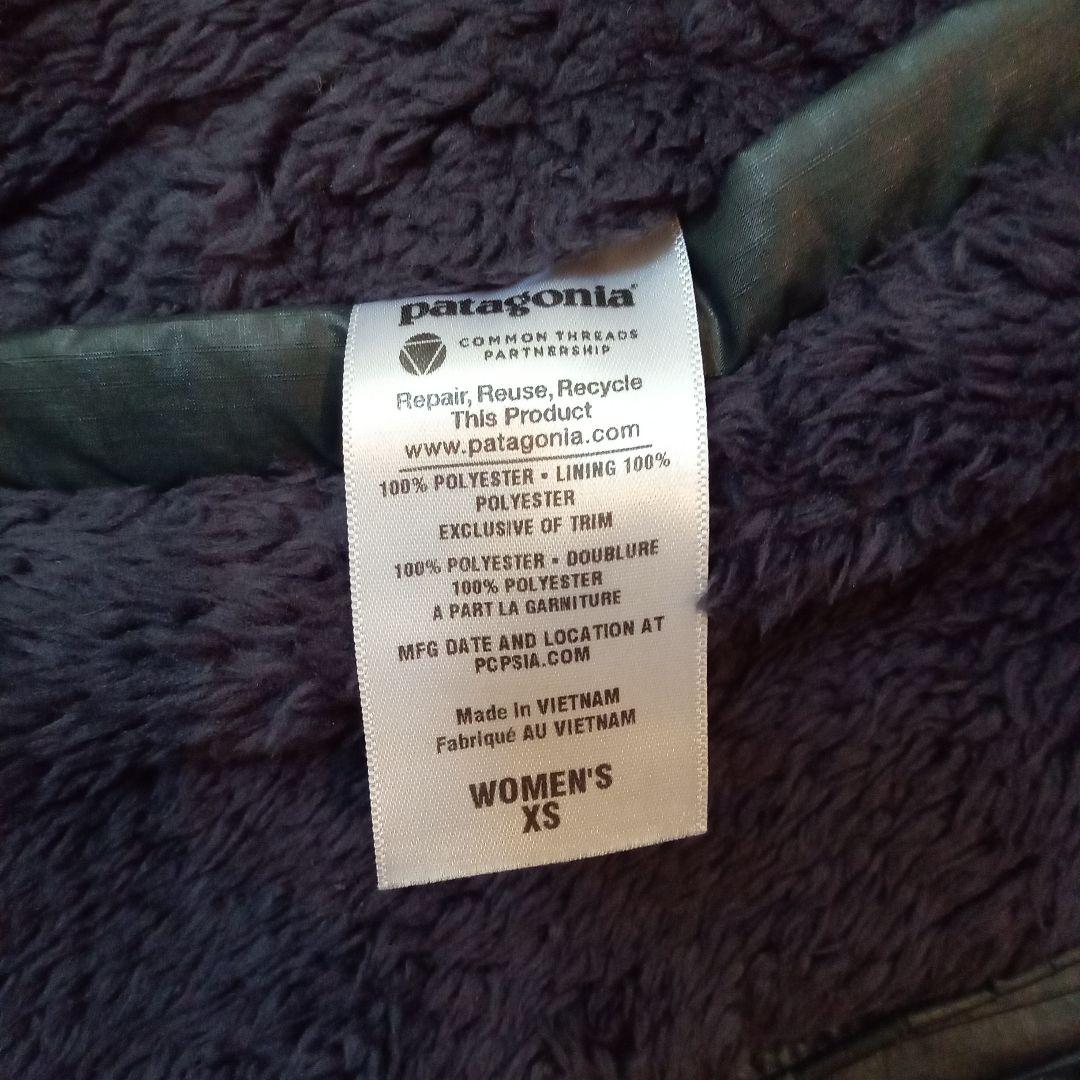 patagonia®
COMMON THREADS
PARTNERSHIP
Repair, Reuse, Recycle
This Product
www.patagonia.com
100% POLYESTER • LINING 100%
POLYESTER
EXCLUSIVE OF TRIM
100% POLYESTER • DOUBLURE
100% POLYESTER
A PART LA GARNITURE
MFG DATE AND LOCATION AT
PCPSIA.COM
Made in VIETNAM
Fabriqué AU VIETNAM
WOMEN'S
XS